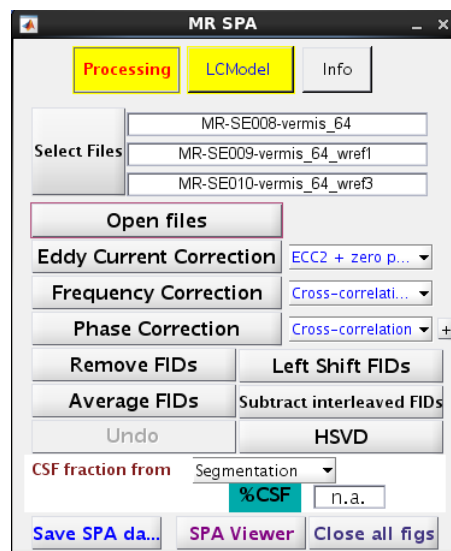 MR SPA
Processing LCModel Info
Select Files
MR-SE008-vermis_64
MR-SE009-vermis_64_wref1
MR-SE010-vermis_64_wref3
Open files
Eddy Current Correction ECC2 + zero p...
Frequency Correction Cross-correlati...
Phase Correction Cross-correlation +
Remove FIDs Left Shift FIDs
Average FIDs Subtract interleaved FIDs
Undo HSVD
CSF fraction from Segmentation
%CSF n.a.
Save SPA da... SPA Viewer Close all figs